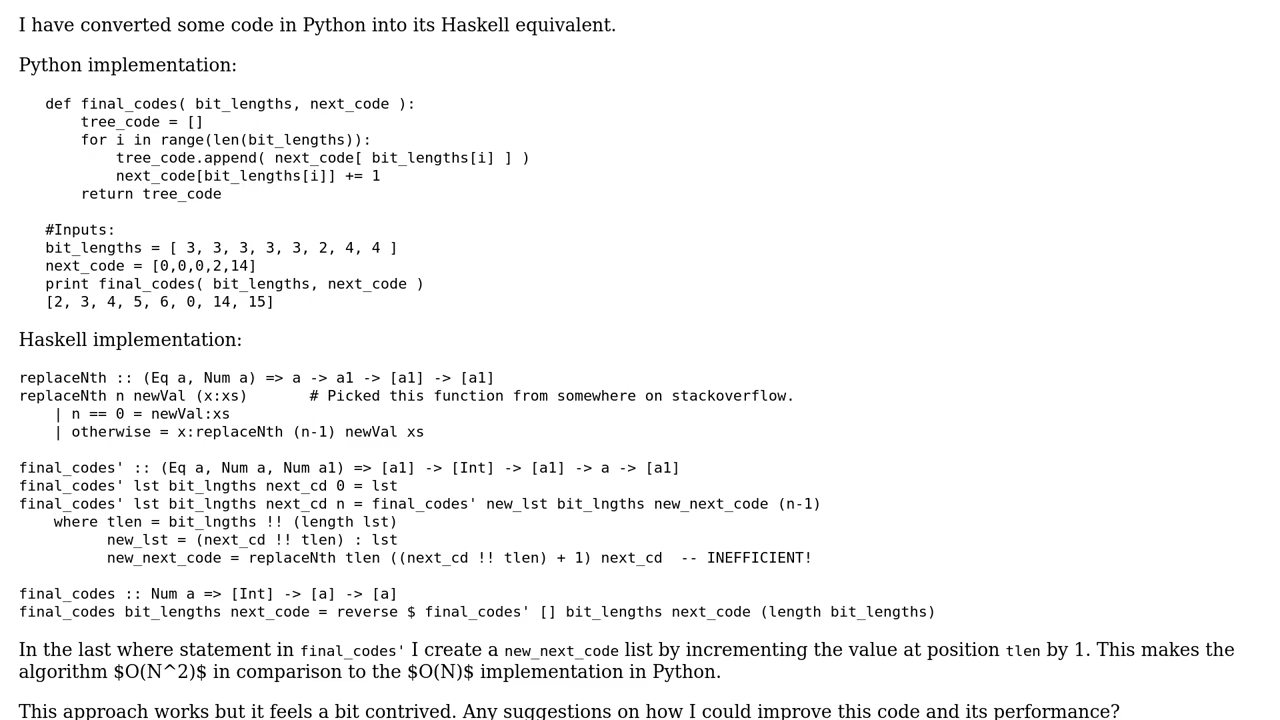 I have converted some code in Python into its Haskell equivalent.
Python implementation:
def final_codes( bit_lengths, next_code ):
    tree_code = []
    for i in range(len(bit_lengths)):
        tree_code.append( next_code[ bit_lengths[i] ] )
        next_code[bit_lengths[i]] += 1
    return tree_code
#Inputs:
bit_lengths = [ 3, 3, 3, 3, 3, 2, 4, 4 ]
next_code = [0,0,0,2,14]
print final_codes( bit_lengths, next_code )
[2, 3, 4, 5, 6, 0, 14, 15]
Haskell implementation:
replaceNth :: (Eq a, Num a) => a -> a1 -> [a1] -> [a1]
replaceNth n newVal (x:xs)       # Picked this function from somewhere on stackoverflow.
    | n == 0 = newVal:xs
    | otherwise = x:replaceNth (n-1) newVal xs
final_codes' :: (Eq a, Num a, Num a1) => [a1] -> [Int] -> [a1] -> a -> [a1]
final_codes' lst bit_lngths next_cd 0 = lst
final_codes' lst bit_lngths next_cd n = final_codes' new_lst bit_lngths new_next_code (n-1)
    where tlen = bit_lngths !! (length lst)
          new_lst = (next_cd !! tlen) : lst
          new_next_code = replaceNth tlen ((next_cd !! tlen) + 1) next_cd  -- INEFFICIENT!
final_codes :: Num a => [Int] -> [a] -> [a]
final_codes bit_lengths next_code = reverse $ final_codes' [] bit_lengths next_code (length bit_lengths)
In the last where statement in final_codes' I create a new_next_code list by incrementing the value at position tlen by 1. This makes the
algorithm $O(N^2)$ in comparison to the $O(N)$ implementation in Python.
This approach works but it feels a bit contrived. Any suggestions on how I could improve this code and its performance?